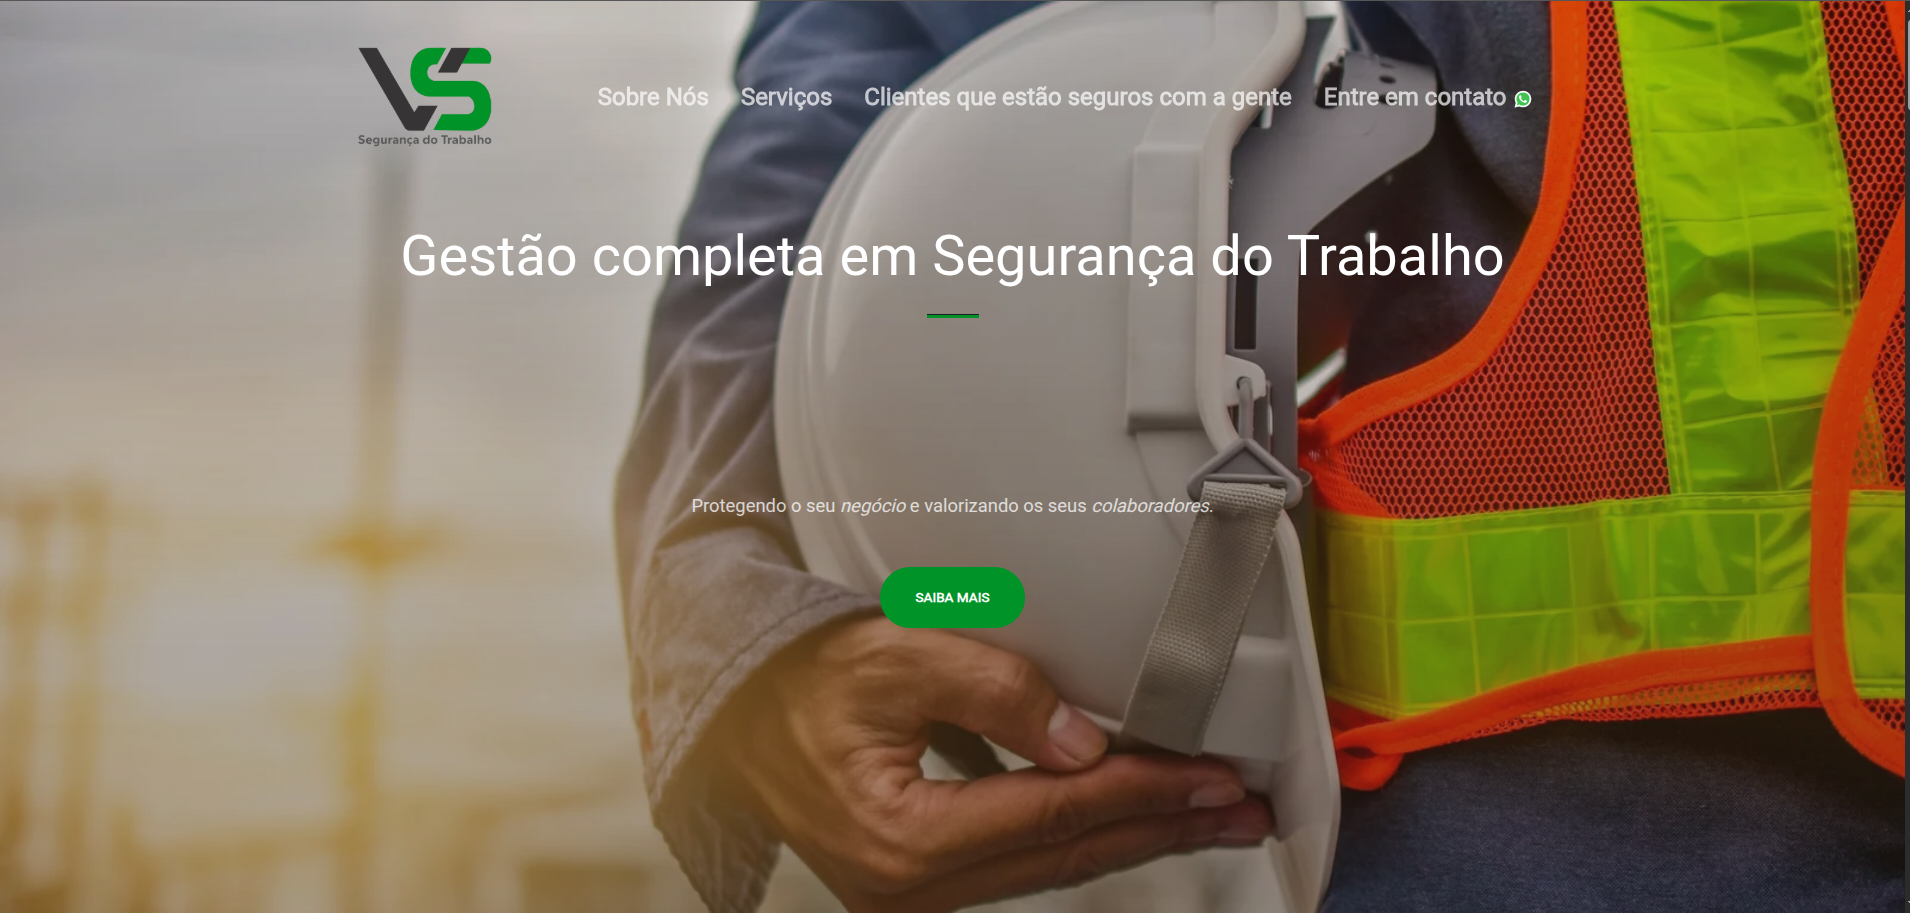 VS
Segurança do Trabalho
Sobre Nós Serviços Clientes que estão seguros com a gente Entre em contato
Gestão completa em Segurança do Trabalho
Protegendo o seu negócio e valorizando os seus colaboradores.
SAIBA MAIS